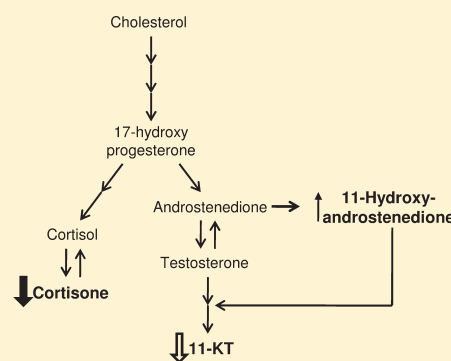 Cholesterol
17-hydroxy
progesterone
Androstenedione
11-Hydroxy-
androstenedione
Cortisol
Testosterone
Cortisone
11-KT